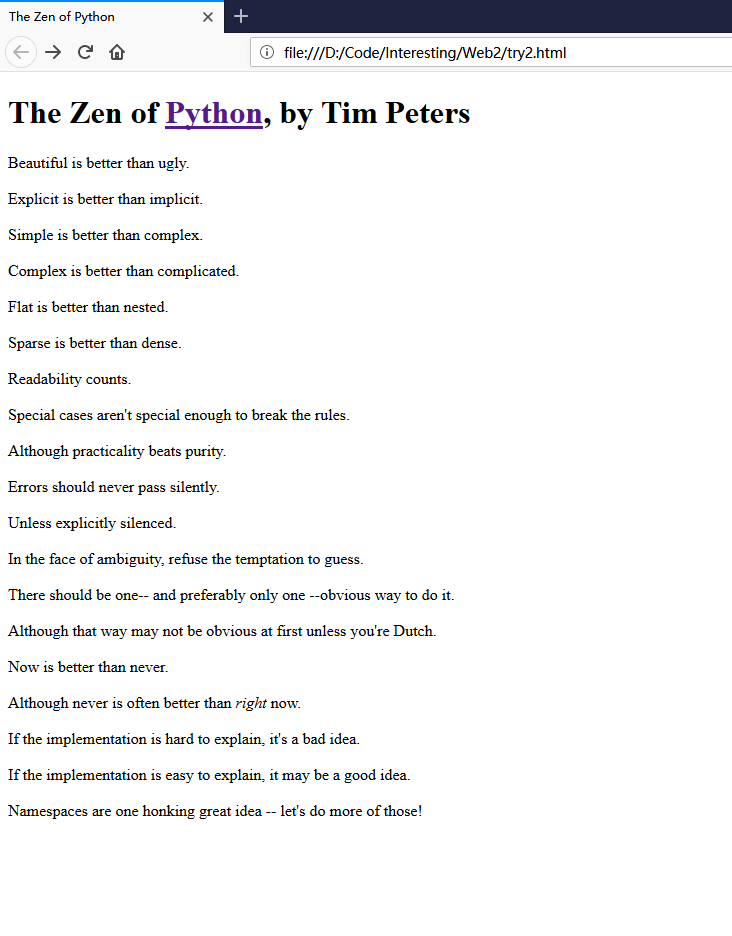 The Zen of Python
file:///D:/Code/Interesting/Web2/try2.html
The Zen of Python, by Tim Peters
Beautiful is better than ugly.
Explicit is better than implicit.
Simple is better than complex.
Complex is better than complicated.
Flat is better than nested.
Sparse is better than dense.
Readability counts.
Special cases aren't special enough to break the rules.
Although practicality beats purity.
Errors should never pass silently.
Unless explicitly silenced.
In the face of ambiguity, refuse the temptation to guess.
There should be one-- and preferably only one --obvious way to do it.
Although that way may not be obvious at first unless you're Dutch.
Now is better than never.
Although never is often better than right now.
If the implementation is hard to explain, it's a bad idea.
If the implementation is easy to explain, it may be a good idea.
Namespaces are one honking great idea -- let's do more of those!